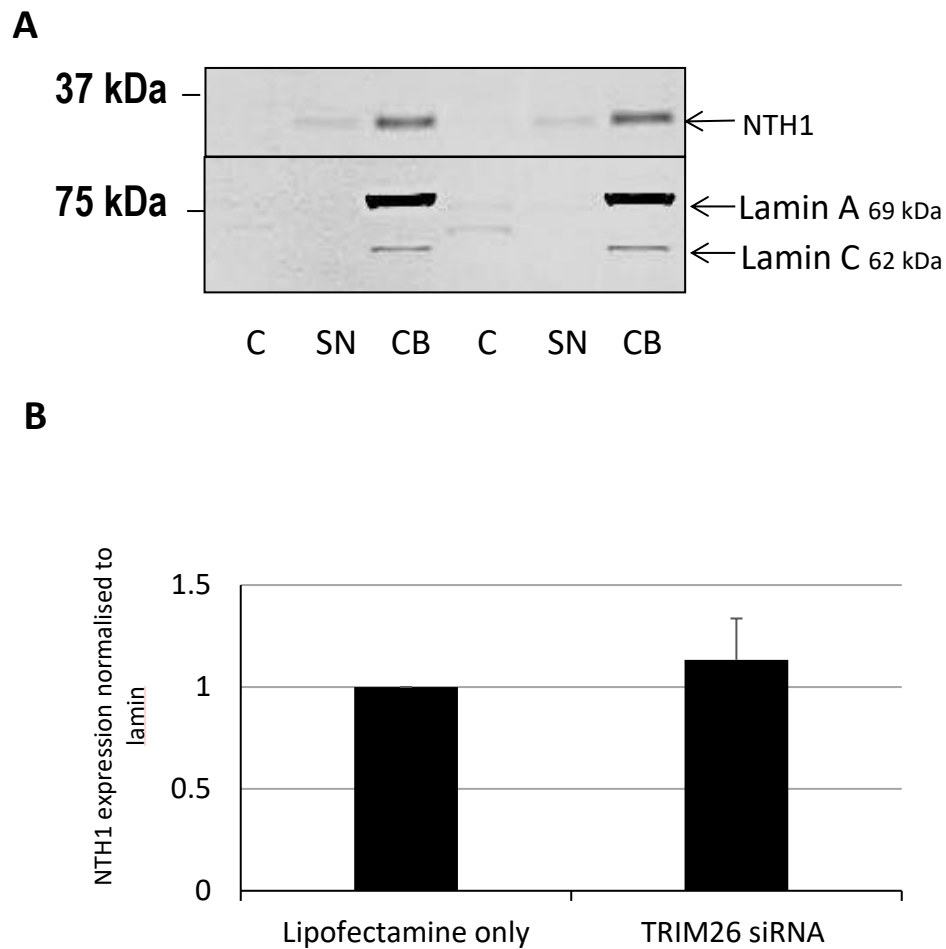 A
37 kDa
NTH1
75 kDa
Lamin A 69 kDa
Lamin C 62 kDa
C SN CB C SN CB
B
NTH1 expression normalised to
lamin
1.5
1
0.5
0
Lipofectamine only TRIM26 siRNA